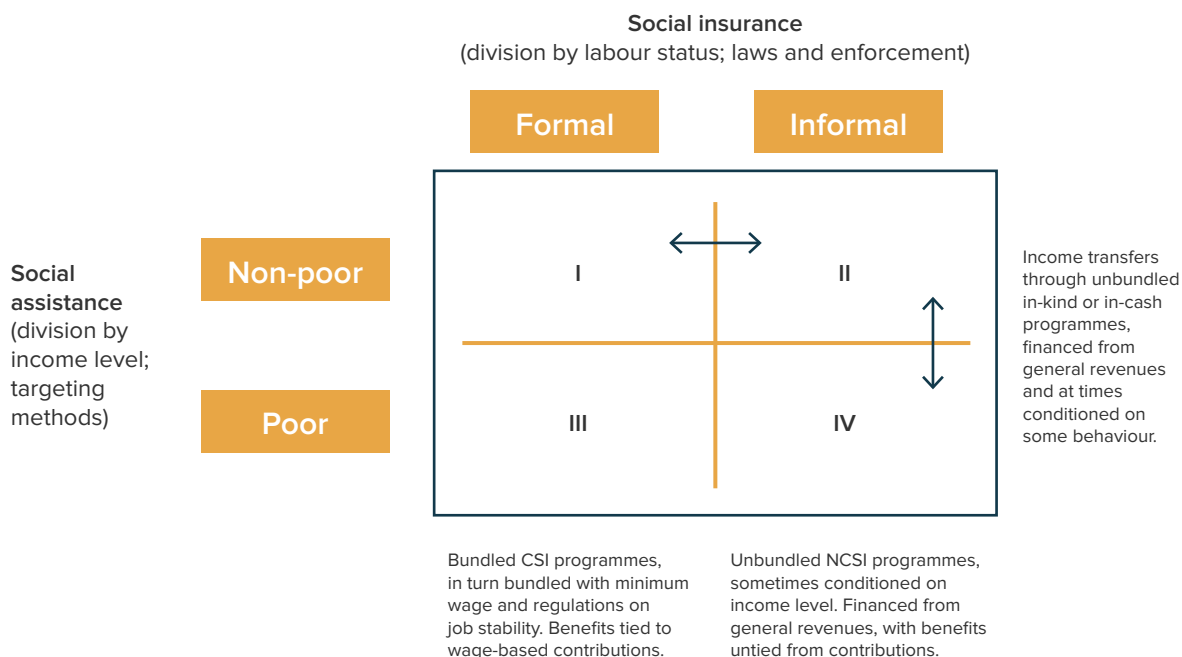 Social insurance
(division by labour status; laws and enforcement)
Formal
Informal
Social
assistance
(division by
income level;
targeting
methods)
Non-poor
Poor
I
II
III
IV
Income transfers
through unbundled
in-kind or in-cash
programmes,
financed from
general revenues
and at times
conditioned on
some behaviour.
Bundled CSI programmes,
in turn bundled with minimum
wage and regulations on
job stability. Benefits tied to
wage-based contributions.
Unbundled NCSI programmes,
sometimes conditioned on
income level. Financed from
general revenues, with benefits
untied from contributions.